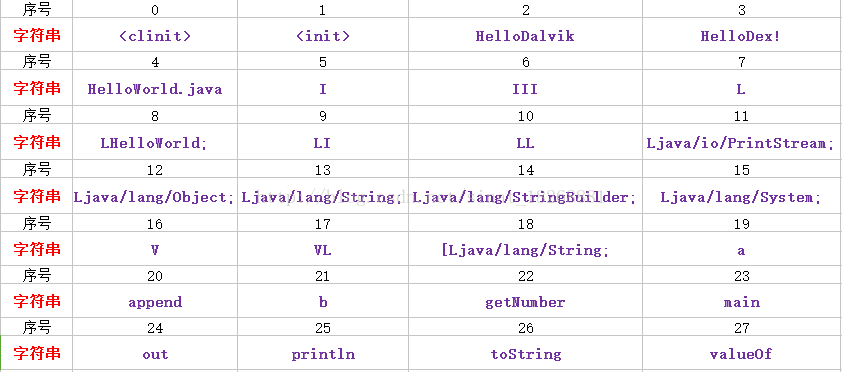 序号 0 1 2 3
字符串 <clinit> <init> HelloDalvik HelloDex!
序号 4 5 6 7
字符串 HelloWorld.java I III L
序号 8 9 10 11
字符串 LHelloWorld; LI LL Ljava/io/PrintStream;
序号 12 13 14 15
字符串 Ljava/lang/Object; Ljava/lang/String; Ljava/lang/StringBuilder; Ljava/lang/System;
序号 16 17 18 19
字符串 V VL [Ljava/lang/String; a
序号 20 21 22 23
字符串 append b getNumber main
序号 24 25 26 27
字符串 out println toString valueOf